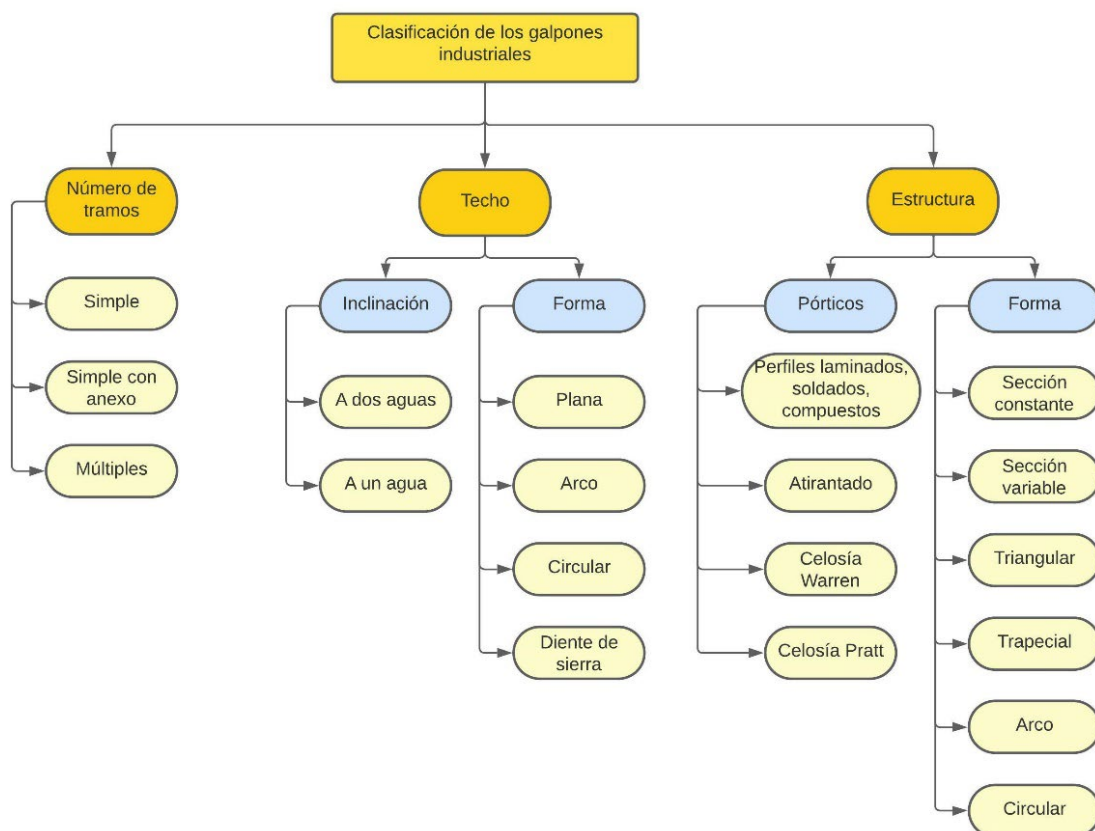 Clasificación de los galpones
industriales
Número de
tramos
Simple
Simple con
anexo
Múltiples
Techo
Inclinación
A dos aguas
A un agua
Forma
Plana
Arco
Circular
Diente de
sierra
Estructura
Pórticos
Perfiles laminados,
soldados,
compuestos
Atirantado
Celosía
Warren
Celosía Pratt
Forma
Sección
constante
Sección
variable
Triangular
Trapecial
Arco
Circular